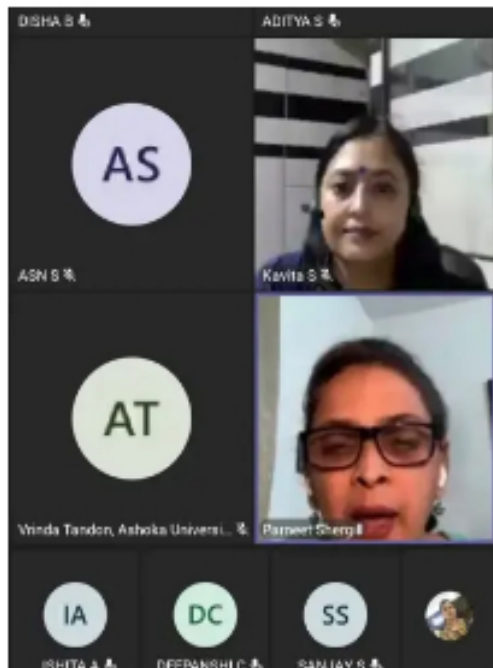 DISHA B
ADITYA S
AS
ASN S
Kavita S
AT
Vrinda Tandon, Ashoka Universi...
Parneet Shergill
IA
DC
SS
ISHITA A
DEEPANSHI C
SANJAY S